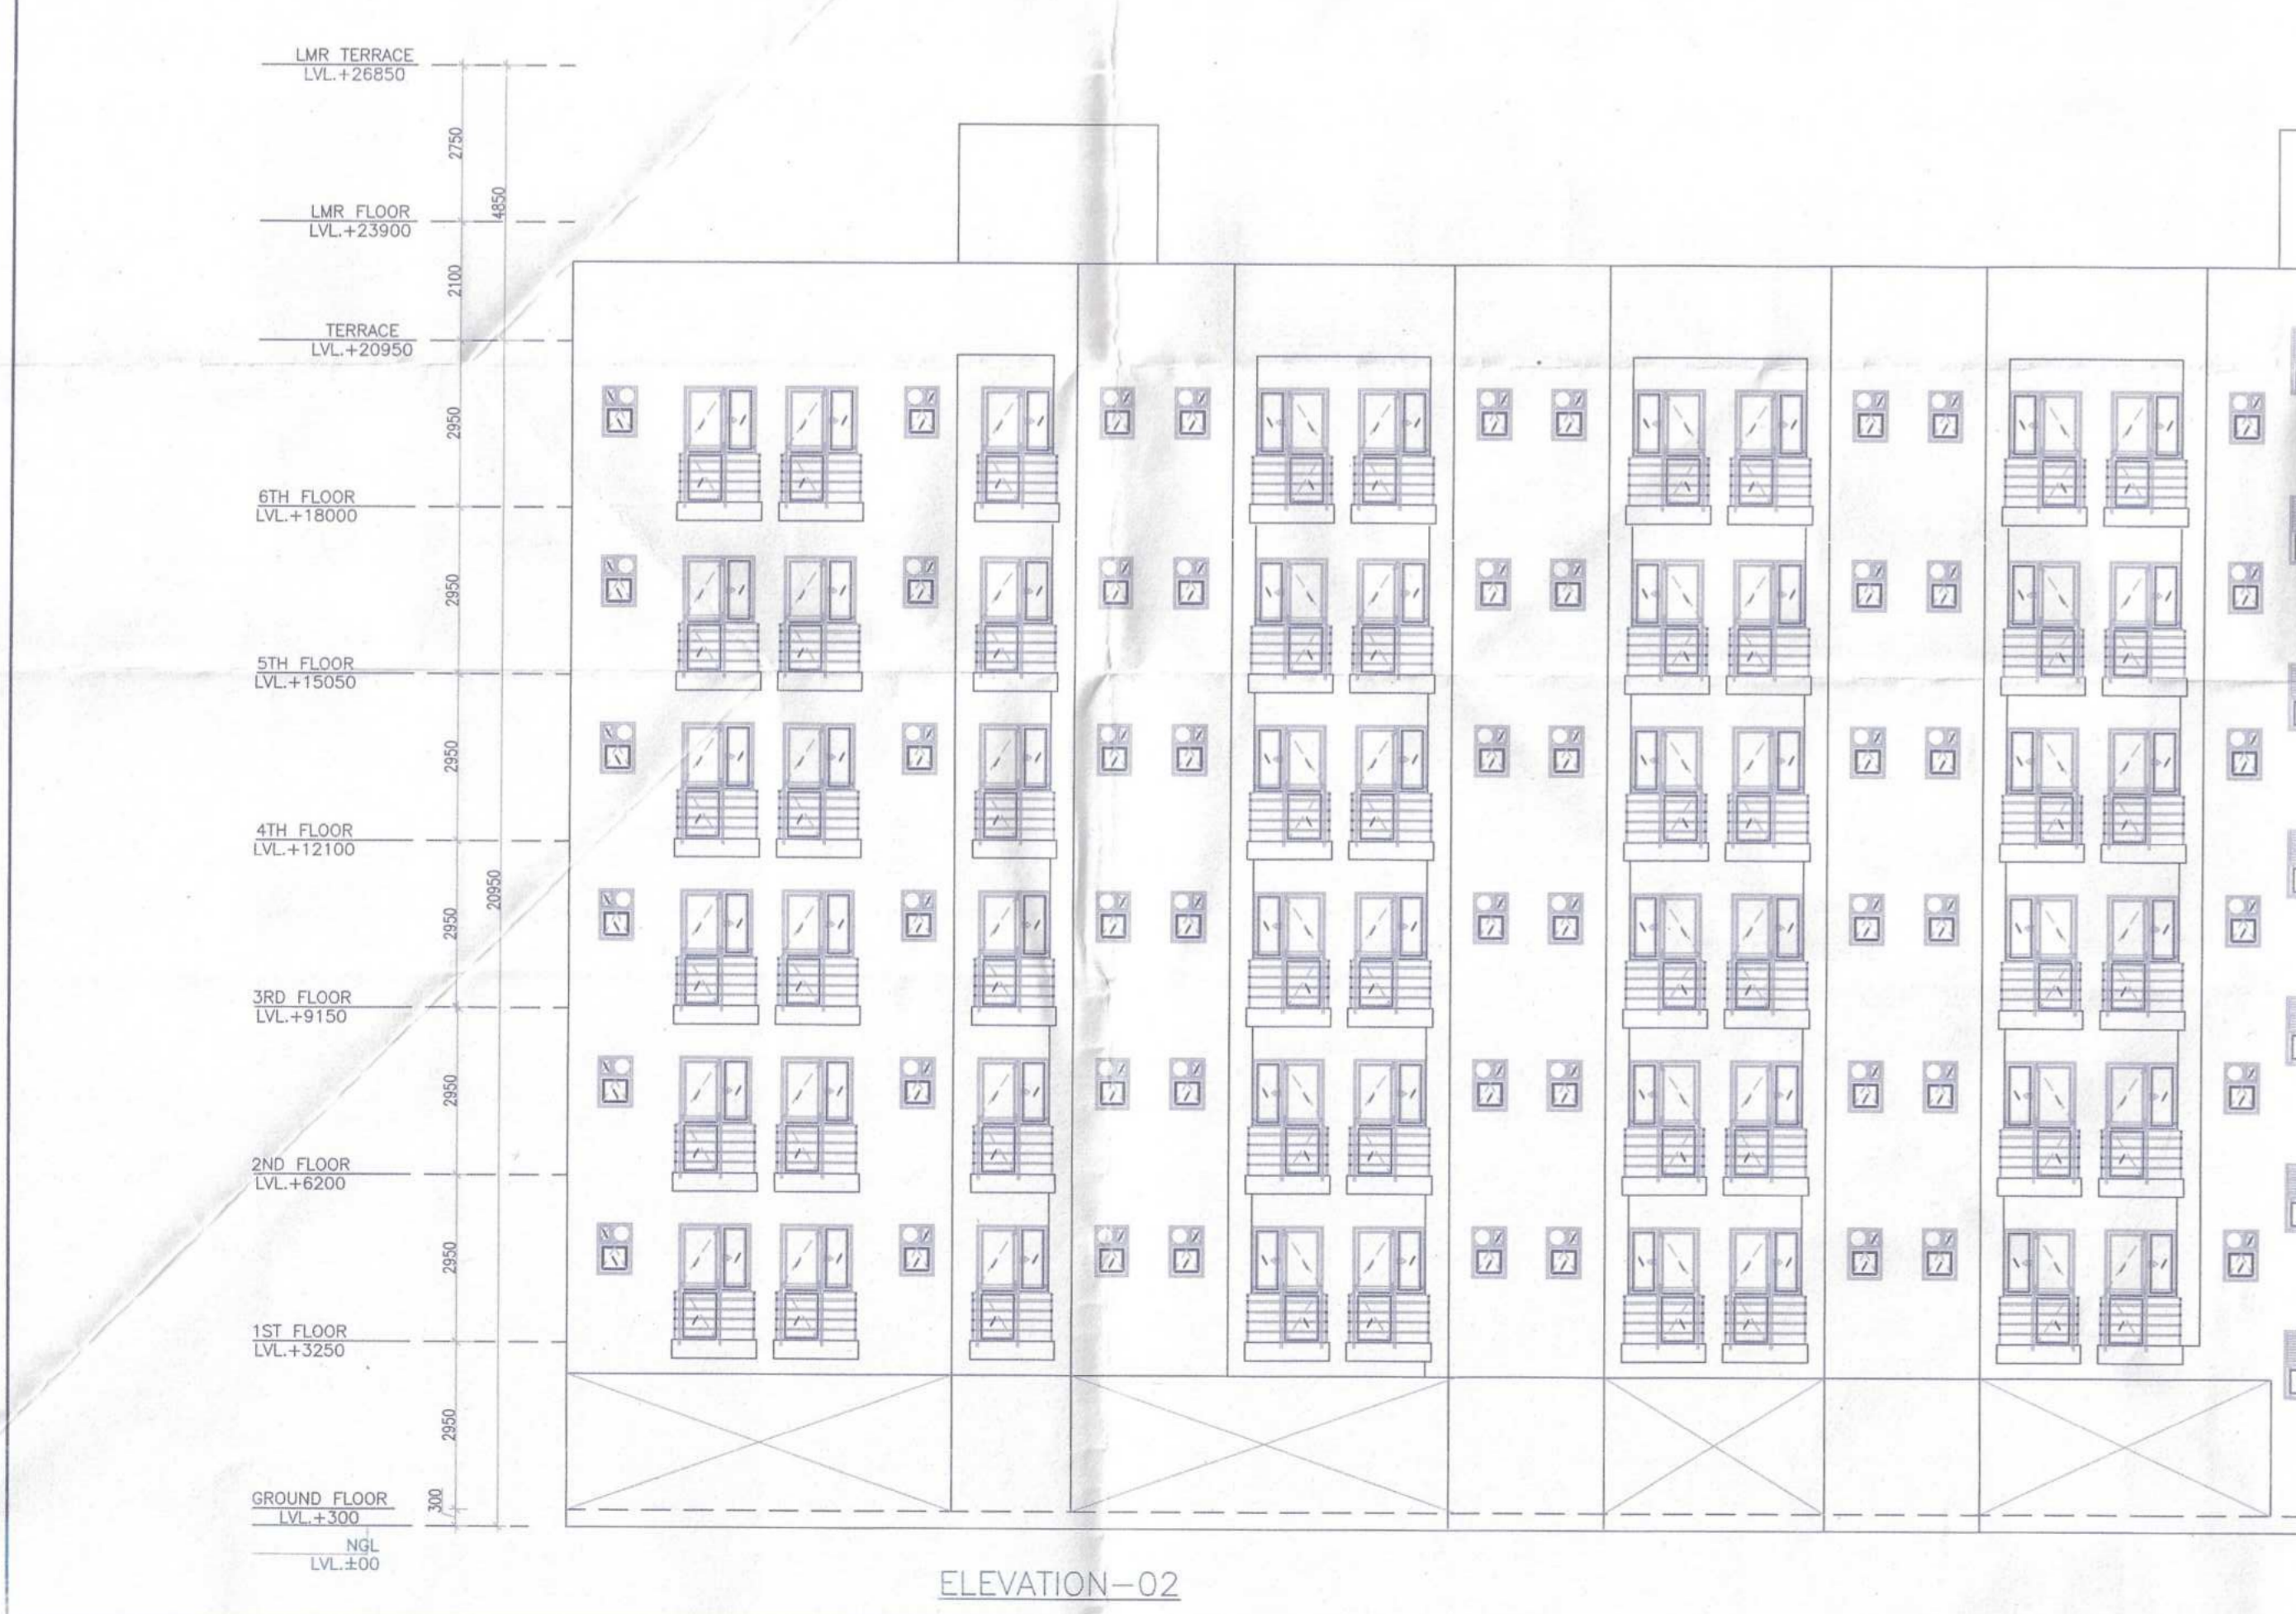 LMR TERRACE
LVL.+26850
2750
4850
LMR FLOOR
LVL.+23900
2100
TERRACE
LVL.+20950
2950
6TH FLOOR
LVL.+18000
2950
5TH FLOOR
LVL.+15050
2950
4TH FLOOR
LVL.+12100
20950
2950
3RD FLOOR
LVL.+9150
2950
2ND FLOOR
LVL.+6200
2950
1ST FLOOR
LVL.+3250
2950
GROUND FLOOR
LVL.+300
300
NGL
LVL.±00
ELEVATION-02